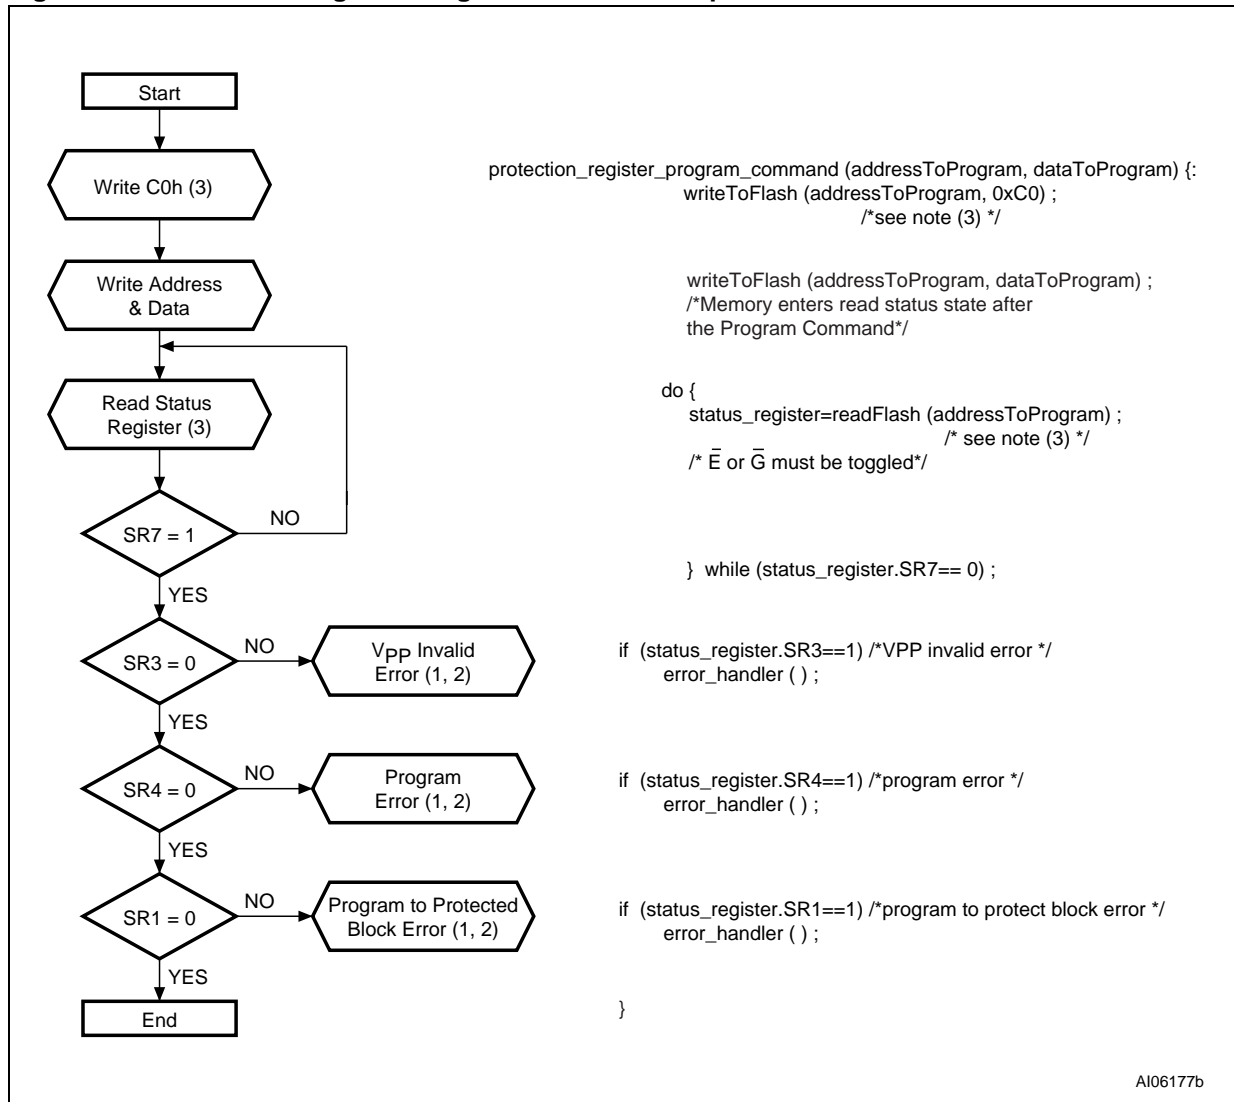 Start
Write C0h (3)
Write Address
& Data
Read Status
Register (3)
SR7 = 1
NO
YES
SR3 = 0
NO
VPP Invalid
Error (1, 2)
YES
SR4 = 0
NO
Program
Error (1, 2)
YES
SR1 = 0
NO
Program to Protected
Block Error (1, 2)
YES
End
protection_register_program_command (addressToProgram, dataToProgram) {:
writeToFlash (addressToProgram, 0xC0) ;
/*see note (3) */
writeToFlash (addressToProgram, dataToProgram) ;
/*Memory enters read status state after
the Program Command*/
do {
status_register=readFlash (addressToProgram) ;
/* see note (3) */
/* E̅ or G̅ must be toggled*/
} while (status_register.SR7== 0) ;
if (status_register.SR3==1) /*VPP invalid error */
error_handler ( ) ;
if (status_register.SR4==1) /*program error */
error_handler ( ) ;
if (status_register.SR1==1) /*program to protect block error */
error_handler ( ) ;
}
AI06177b